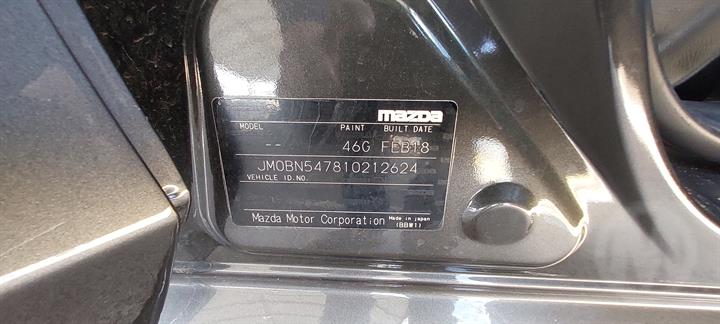 mazda
MODEL PAINT BUILT DATE
-- 46G FEB18
JM0BN547810212624
VEHICLE ID.NO.
Mazda Motor Corporation Made in japan
(BBW1)